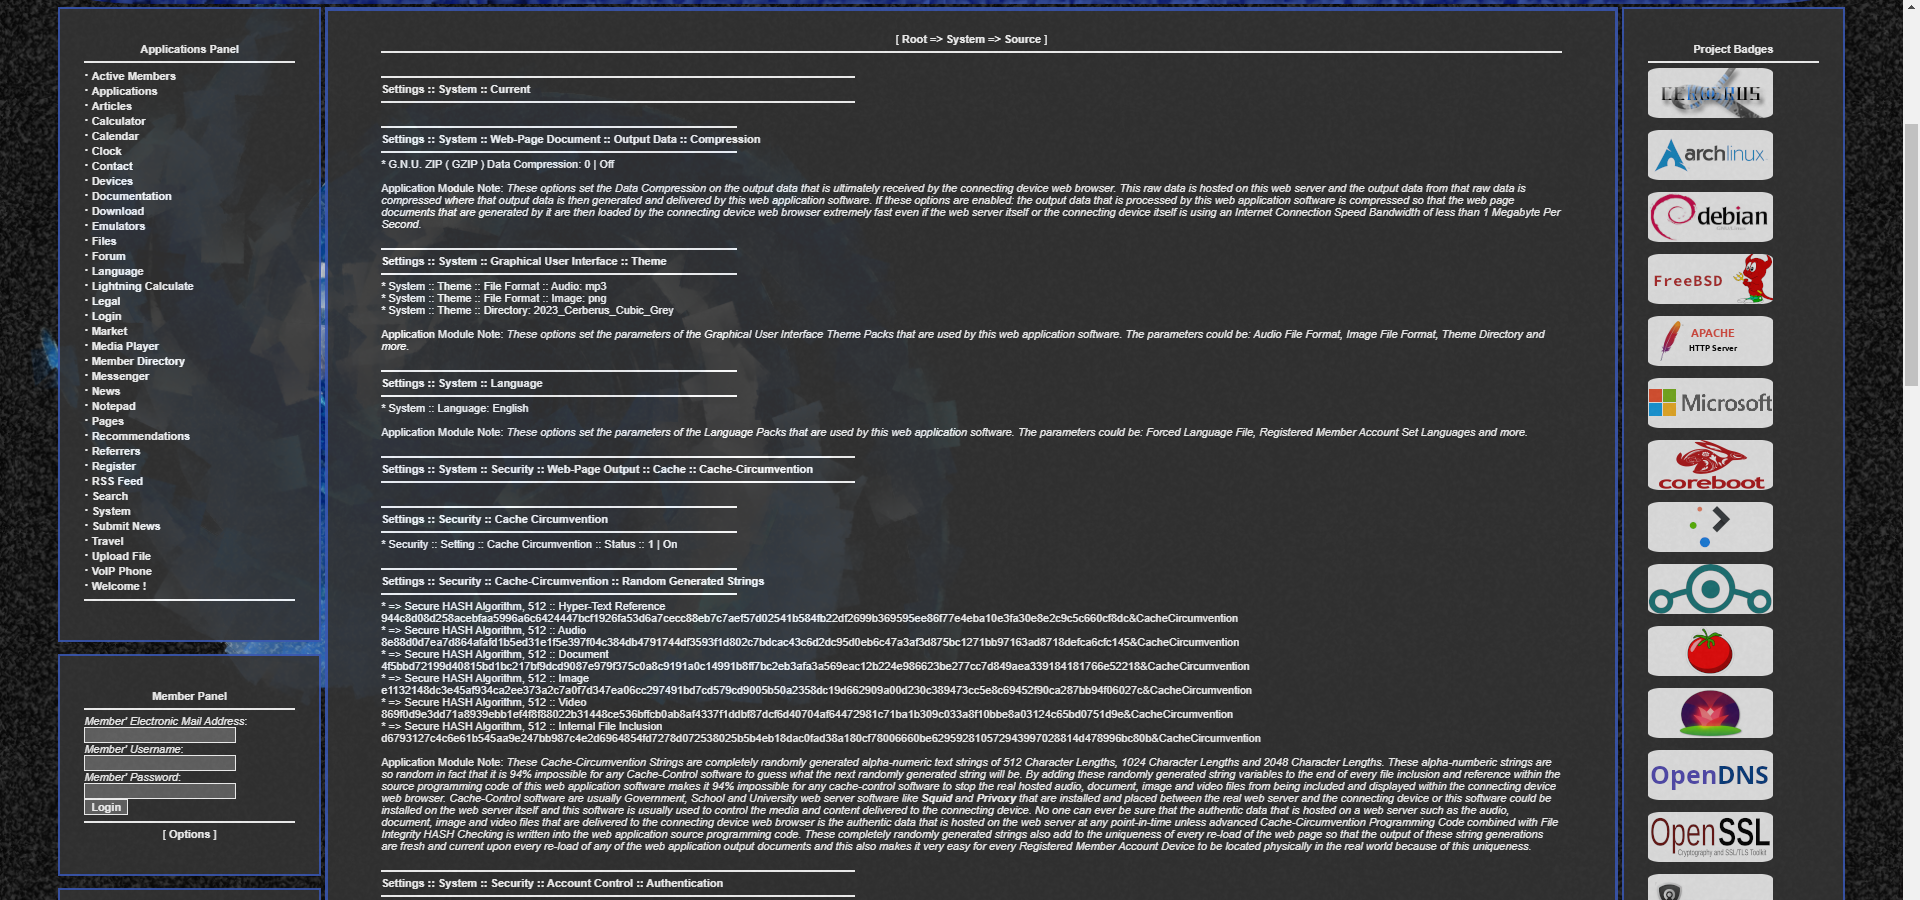 Applications Panel
· Active Members
· Applications
· Articles
· Calculator
· Calendar
· Clock
· Contact
· Devices
· Documentation
· Download
· Emulators
· Files
· Forum
· Language
· Lightning Calculate
· Legal
· Login
· Market
· Media Player
· Member Directory
· Messenger
· News
· Notepad
· Pages
· Recommendations
· Referrers
· Register
· RSS Feed
· Search
· System
· Submit News
· Travel
· Upload File
· VoIP Phone
· Welcome !
Member Panel
Member' Electronic Mail Address:
Member' Username:
Member' Password:
Login
[ Options ]
[ Root => System => Source ]
Settings :: System :: Current
Settings :: System :: Web-Page Document :: Output Data :: Compression
* G.N.U. ZIP ( GZIP ) Data Compression: 0 | Off
Application Module Note: These options set the Data Compression on the output data that is ultimately received by the connecting device web browser. This raw data is hosted on this web server and the output data from that raw data is
compressed where that output data is then generated and delivered by this web application software. If these options are enabled: the output data that is processed by this web application software is compressed so that the web page
documents that are generated by it are then loaded by the connecting device web browser extremely fast even if the web server itself or the connecting device itself is using an Internet Connection Speed Bandwidth of less than 1 Megabyte Per
Second.
Settings :: System :: Graphical User Interface :: Theme
* System :: Theme :: File Format :: Audio: mp3
* System :: Theme :: File Format :: Image: png
* System :: Theme :: Directory: 2023_Cerberus_Cubic_Grey
Application Module Note: These options set the parameters of the Graphical User Interface Theme Packs that are used by this web application software. The parameters could be: Audio File Format, Image File Format, Theme Directory and
more.
Settings :: System :: Language
* System :: Language: English
Application Module Note: These options set the parameters of the Language Packs that are used by this web application software. The parameters could be: Forced Language File, Registered Member Account Set Languages and more.
Settings :: System :: Security :: Web-Page Output :: Cache :: Cache-Circumvention
Settings :: Security :: Cache Circumvention
* Security :: Setting :: Cache Circumvention :: Status :: 1 | On
Settings :: Security :: Cache-Circumvention :: Random Generated Strings
* => Secure HASH Algorithm, 512 :: Hyper-Text Reference
944c8d08d258acebfaa5996a6c6424447bcf1926fa53d6a7cecc88eb7c7aef57d02541b584fb22df2699b369595ee86f77e4eba10e3fa30e8e2c9c5c660cf8dc&CacheCircumvention
* => Secure HASH Algorithm, 512 :: Audio
8e88d0d7ea7d864afafd1b5ed31e1f5e397f04c384db4791744df3593f1d802c7bdcac43c6d2dc95d0eb6c47a3af3d875bc1271bb97163ad8718defca6cfc145&CacheCircumvention
* => Secure HASH Algorithm, 512 :: Document
4f5bbd72199d40815bd1bc217bf9dcd9087e979f375c0a8c9191a0c14991b8ff7bc2eb3afa3a569eac12b224e986623be277cc7d849aea339184181766e52218&CacheCircumvention
* => Secure HASH Algorithm, 512 :: Image
e1132148dc3e45af934ca2ee373a2c7a0f7d347ea06cc297491bd7cd579cd9005b50a2358dc19d662909a00d230c389473cc5e8c69452f90ca287bb94f06027c&CacheCircumvention
* => Secure HASH Algorithm, 512 :: Video
869f0d9e3dd71a8939ebb1ef4f8f88022b31448ce536bffcb0ab8af4337f1ddbf87dcf6d40704af64472981c71ba1b309c033a8f10bbe8a03124c65bd0751d9e&CacheCircumvention
* => Secure HASH Algorithm, 512 :: Internal File Inclusion
d6793127c4c6e61b545aa9e247bb987c4e2d6964854fd7278d072538025b5b4eb18dac0fad38a180cf78006660be629592810572943997028814d478996bc80b&CacheCircumvention
Application Module Note: These Cache-Circumvention Strings are completely randomly generated alpha-numeric text strings of 512 Character Lengths, 1024 Character Lengths and 2048 Character Lengths. These alpha-numberic strings are
so random in fact that it is 94% impossible for any Cache-Control software to guess what the next randomly generated string will be. By adding these randomly generated string variables to the end of every file inclusion and reference within the
source programming code of this web application software makes it 94% impossible for any cache-control software to stop the real hosted audio, document, image and video files from being included and displayed within the connecting device
web browser. Cache-Control software are usually Government, School and University web server software like Squid and Privoxy that are installed and placed between the real web server and the connecting device or this software could be
installed on the web server itself and this software is usually used to control the media and content delivered to the connecting device. No one can ever be sure that the authentic data that is hosted on a web server such as the audio,
document, image and video files that are delivered to the connecting device web browser is the authentic data that is hosted on the web server at any point-in-time unless advanced Cache-Circumvention Programming Code combined with File
Integrity HASH Checking is written into the web application source programming code. These completely randomly generated strings also add to the uniqueness of every re-load of the web page so that the output of these string generations
are fresh and current upon every re-load of any of the web application output documents and this also makes it very easy for every Registered Member Account Device to be located physically in the real world because of this uniqueness.
Settings :: System :: Security :: Account Control :: Authentication
Project Badges
CERBERUS
archlinux
debian
FreeBSD
APACHE
HTTP Server
Microsoft
coreboot
OpenDNS
OpenSSL
Cryptography and SSL/TLS Toolkit